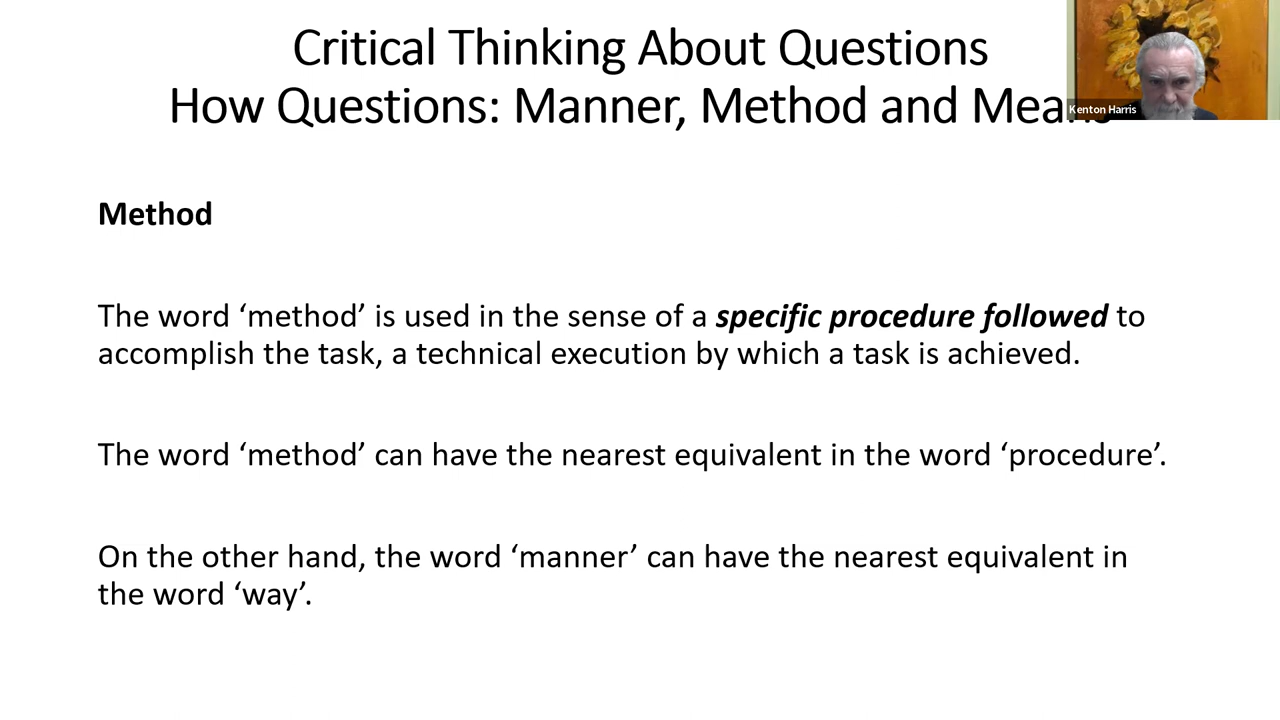 Critical Thinking About Questions
How Questions: Manner, Method and Means
Kenton Harris
Method
The word ‘method’ is used in the sense of a specific procedure followed to
accomplish the task, a technical execution by which a task is achieved.
The word ‘method’ can have the nearest equivalent in the word ‘procedure’.
On the other hand, the word ‘manner’ can have the nearest equivalent in
the word ‘way’.